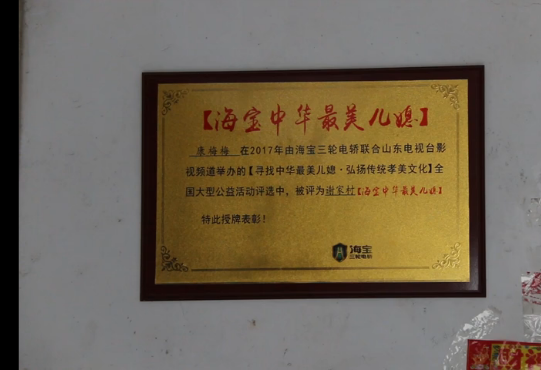 【海宝中华最美儿媳】
康梅梅 在2017年由海宝三轮电轿联合山东电视台影
视频道举办的【寻找中华最美儿媳·弘扬传统孝美文化】全
国大型公益活动评选中，被评为谢家村【海宝中华最美儿媳】
特此授牌表彰！
海宝
三轮电轿